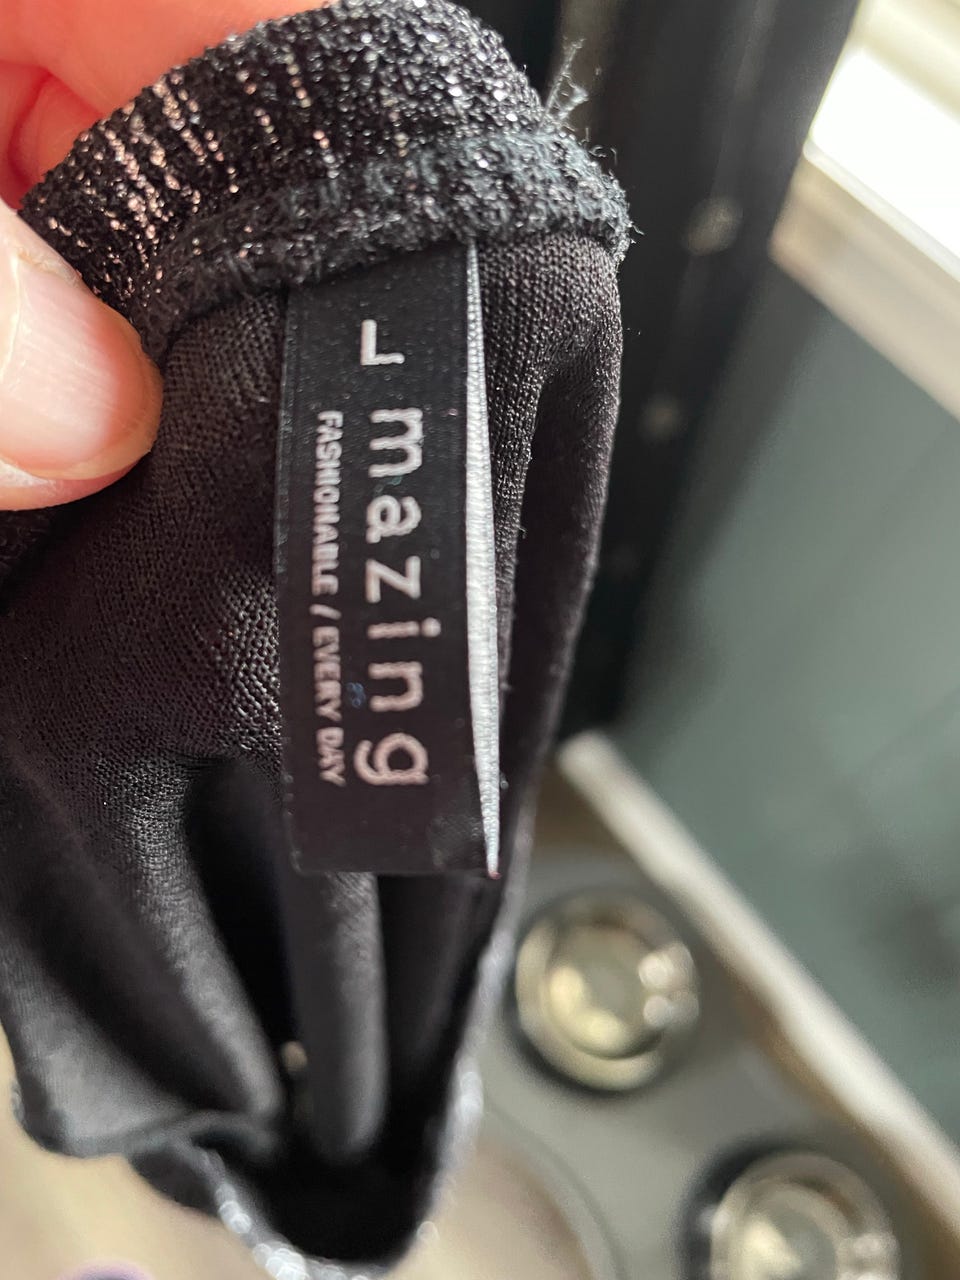 J mazing
FASHIONABLE / EVERY DAY